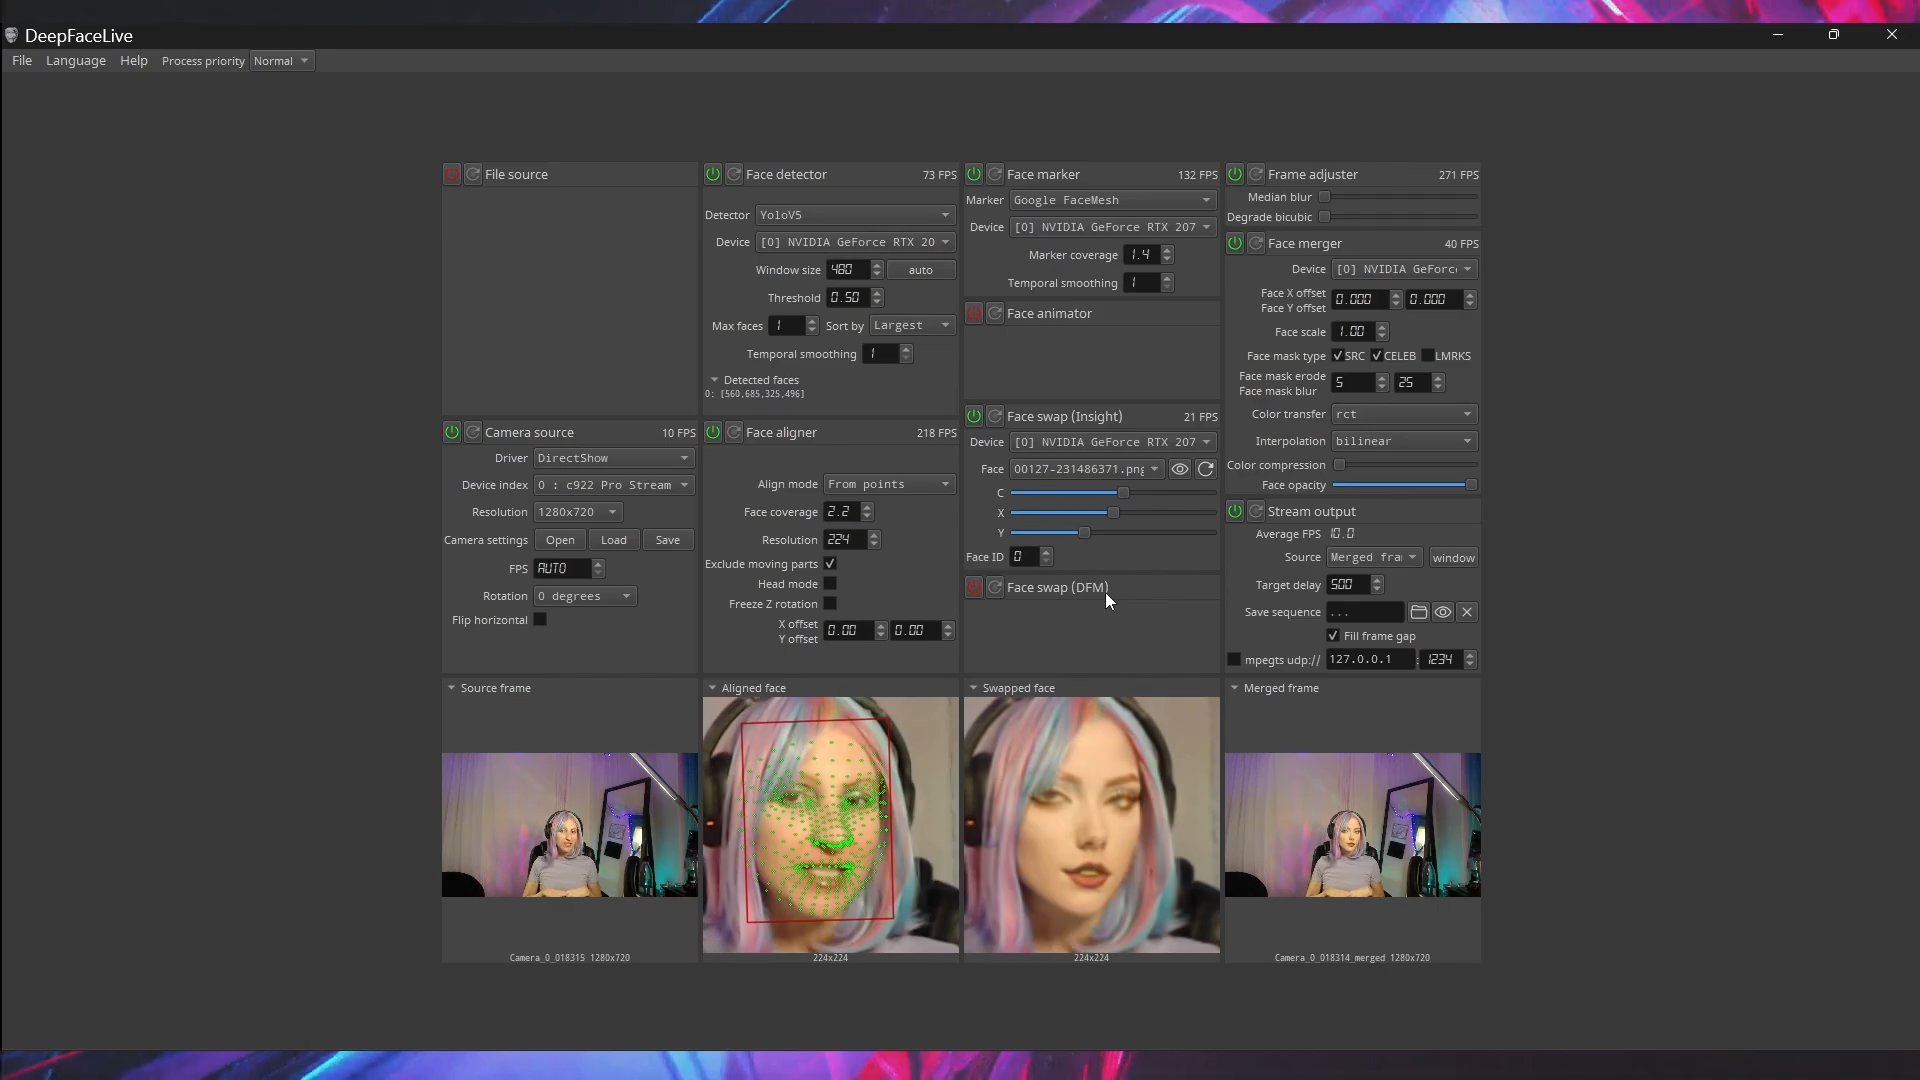 DeepFaceLive
File Language Help Process priority Normal
File source
Camera source 10 FPS
Driver DirectShow
Device index 0 : c922 Pro Stream
Resolution 1280x720
Camera settings Open Load Save
FPS AUTO
Rotation 0 degrees
Flip horizontal
Face detector 73 FPS
Detector YoloV5
Device [0] NVIDIA GeForce RTX 20
Window size 480 auto
Threshold 0.50
Max faces 1 Sort by Largest
Temporal smoothing 1
Detected faces
0: [560,685,325,496]
Face aligner 218 FPS
Align mode From points
Face coverage 2.2
Resolution 224
Exclude moving parts
Head mode
Freeze Z rotation
X offset
Y offset
0.00 0.00
Face marker 132 FPS
Marker Google FaceMesh
Device [0] NVIDIA GeForce RTX 207
Marker coverage 1.4
Temporal smoothing 1
Face animator
Face swap (Insight) 21 FPS
Device [0] NVIDIA GeForce RTX 207
Face 00127-231486371.png
C
X
Y
Face ID 0
Face swap (DFM)
Frame adjuster 271 FPS
Median blur
Degrade bicubic
Face merger 40 FPS
Device [0] NVIDIA GeForc
Face X offset
Face Y offset
0.000 0.000
Face scale 1.00
Face mask type SRC CELEB LMRKS
Face mask erode
Face mask blur
5 25
Color transfer rct
Interpolation bilinear
Color compression
Face opacity
Stream output
Average FPS 10.0
Source Merged fra window
Target delay 500
Save sequence ...
Fill frame gap
mpegts udp:// 127.0.0.1 : 1234
Source frame
Camera_0_018315 1280x720
Aligned face
224x224
Swapped face
224x224
Merged frame
Camera_0_018314_merged 1280x720